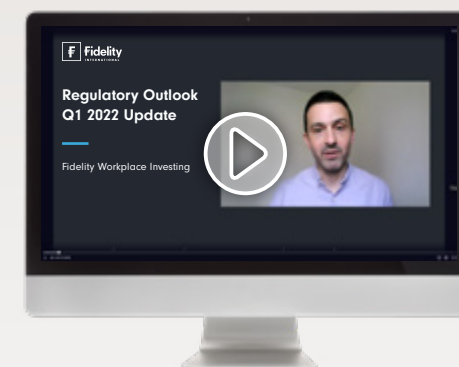 Fidelity
INTERNATIONAL
Regulatory Outlook
Q1 2022 Update
Fidelity Workplace Investing